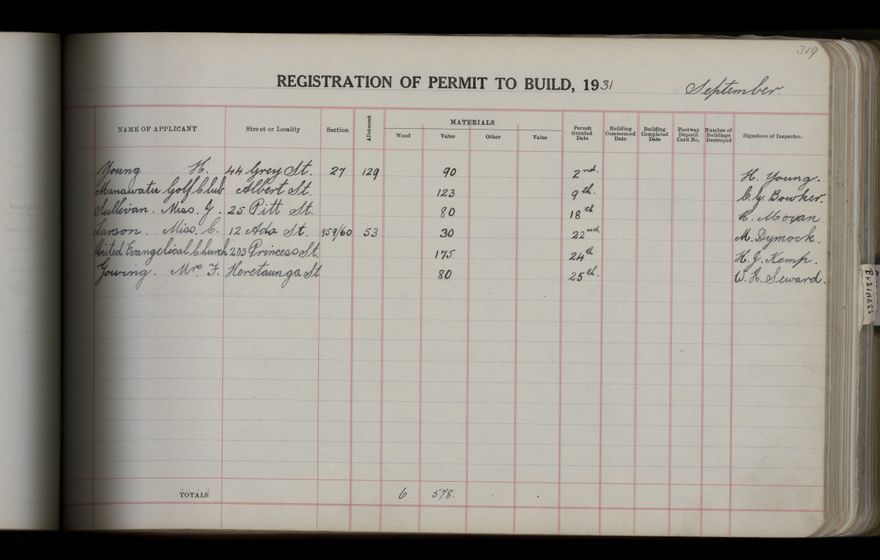 319
REGISTRATION OF PERMIT TO BUILD, 1931 September.
NAME OF APPLICANT Street or Locality Section Allotment MATERIALS Wood Value Other Value Permit Granted Date Building Commenced Date Building Completed Date Footway Deposit Card No. Number of Buildings Destroyed Signature of Inspector.
Young H. 44 Grey St. 27 129 90 2nd. H. Young.
Manawatu Golf Club Albert St. 123 9th. C. G. Bowker.
Sullivan. Miss. G. 25 Pitt St. 80 18th Moran
Larson. Miss. C. 12 Ada St. 959/60 53 30 22nd M. Dymock.
United Evangelical Church 203 Princess St. 175 24th H. J. Kemp.
Gowing. Mrs. F. Heretaunga St 80 25th. W. R. Seward.
TOTALS 6 578.